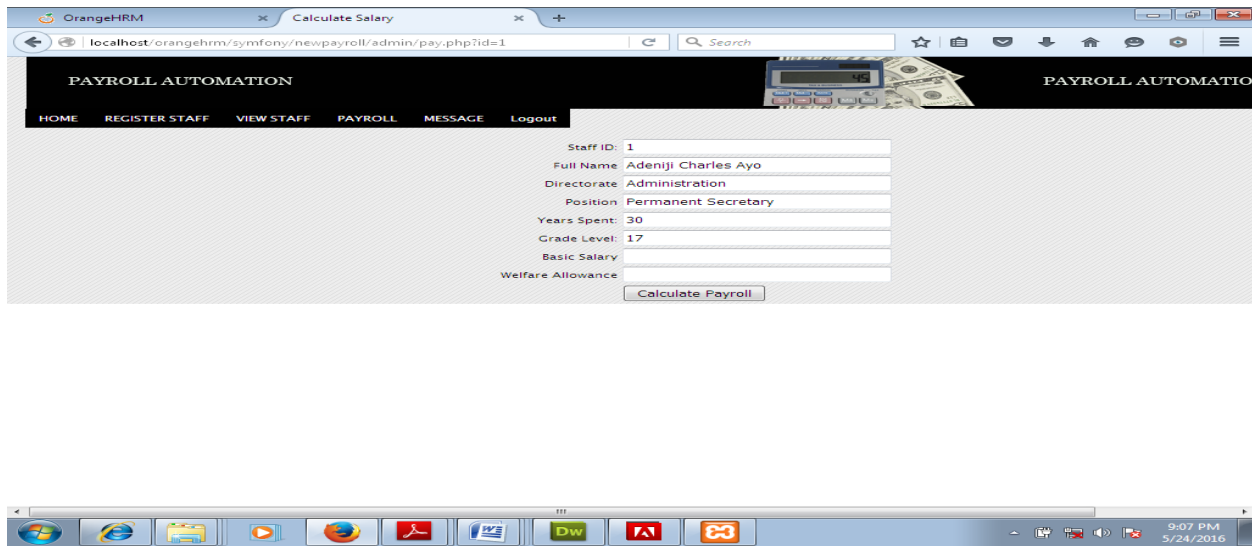 OrangeHRM
Calculate Salary
localhost/orangehrm/symfony/newpayroll/admin/pay.php?id=1
Search
PAYROLL AUTOMATION
45
PAYROLL AUTOMATIO
HOME REGISTER STAFF VIEW STAFF PAYROLL MESSAGE Logout
Staff ID: 1
Full Name Adeniji Charles Ayo
Directorate Administration
Position Permanent Secretary
Years Spent: 30
Grade Level: 17
Basic Salary
Welfare Allowance
Calculate Payroll
Dw
9:07 PM
5/24/2016